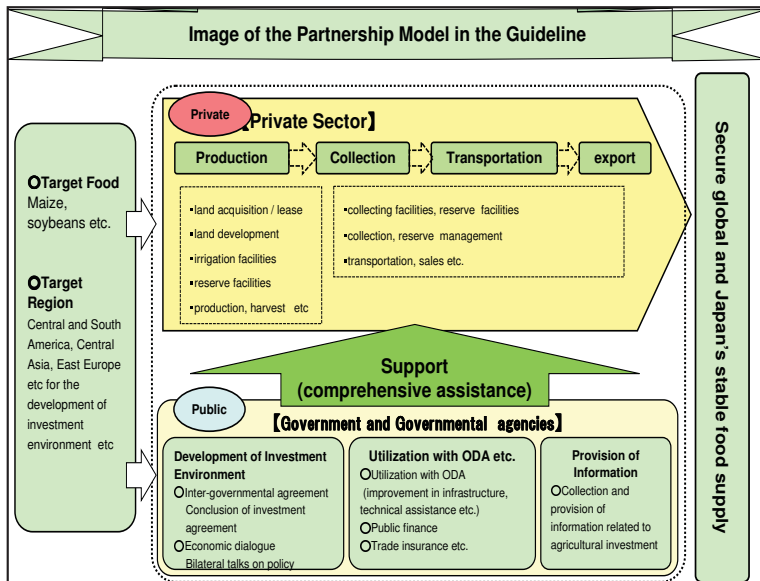 Image of the Partnership Model in the Guideline
Private
【Private Sector】
Production
Collection
Transportation
export
▪land acquisition / lease
▪land development
▪irrigation facilities
▪reserve facilities
▪production, harvest etc
▪collecting facilities, reserve facilities
▪collection, reserve management
▪transportation, sales etc.
○Target Food
Maize,
soybeans etc.
○Target
Region
Central and South
America, Central
Asia, East Europe
etc for the
development of
investment
environment etc
Support
(comprehensive assistance)
Public
【Government and Governmental agencies】
Development of Investment
Environment
○Inter-governmental agreement
Conclusion of investment
agreement
○Economic dialogue
Bilateral talks on policy
Utilization with ODA etc.
○Utilization with ODA
(improvement in infrastructure,
technical assistance etc.)
○Public finance
○Trade insurance etc.
Provision of
Information
○Collection and
provision of
information related to
agricultural investment
Secure global and Japan's stable food supply